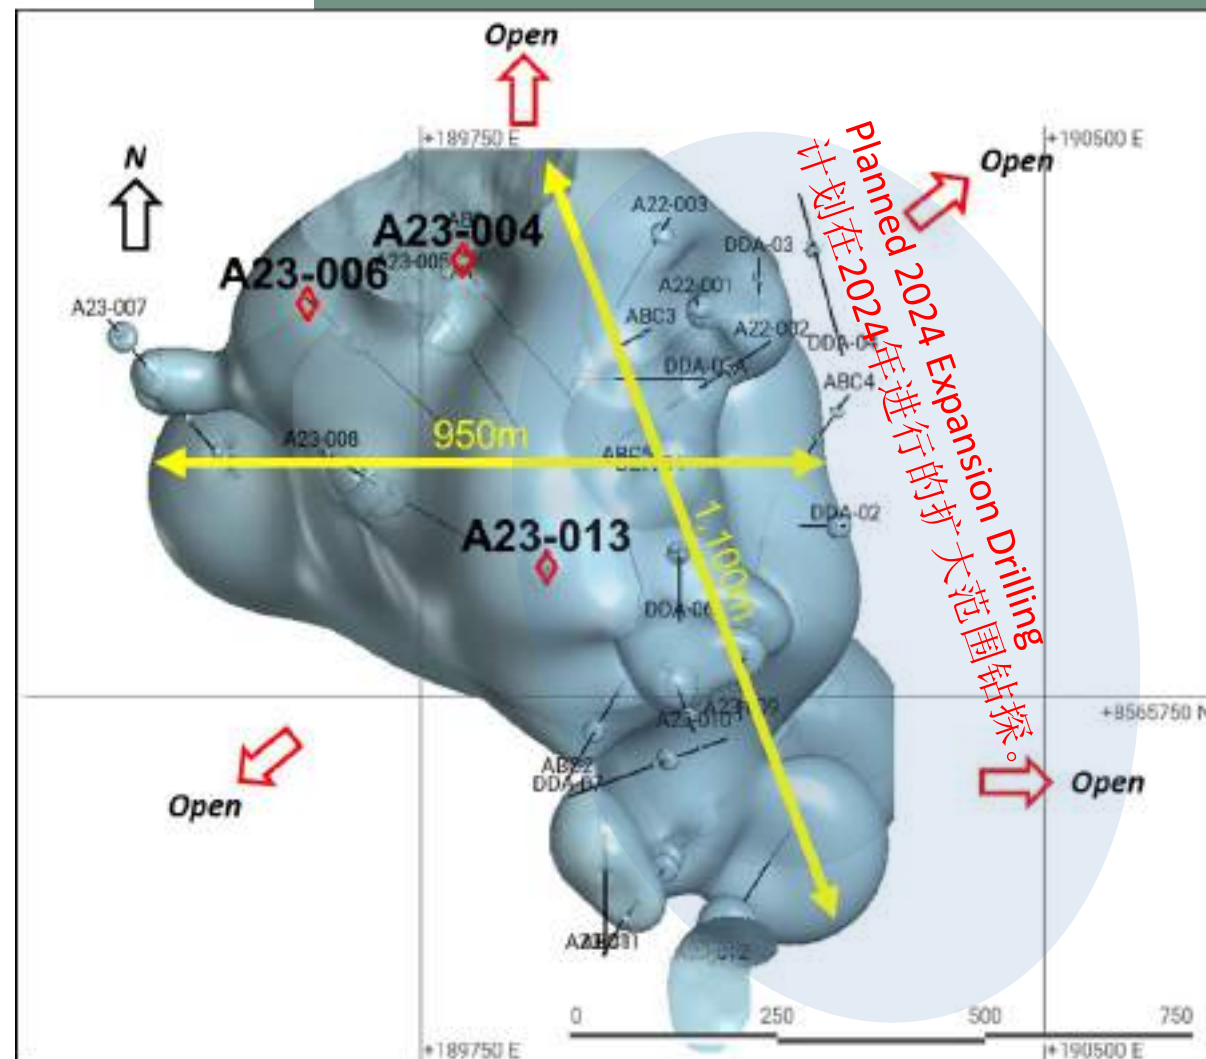 Open
+189750 E
+190500 E
N
Open
Planned 2024 Expansion Drilling
计划在2024年进行的扩大范围钻探。
A22-003
A23-004
DDA-03
A23-005
A23-006
A22-001
A23-007
ABC3
A22-002
DDA-04
DDA-05A
ABC4
950m
A23-008
DDA-02
1,100m
A23-013
DDA-06
A23-09
A23-010
+8565750 N
ABC2
DDA-07
Open
Open
0 250 500 750
+189750 E
+190500 E